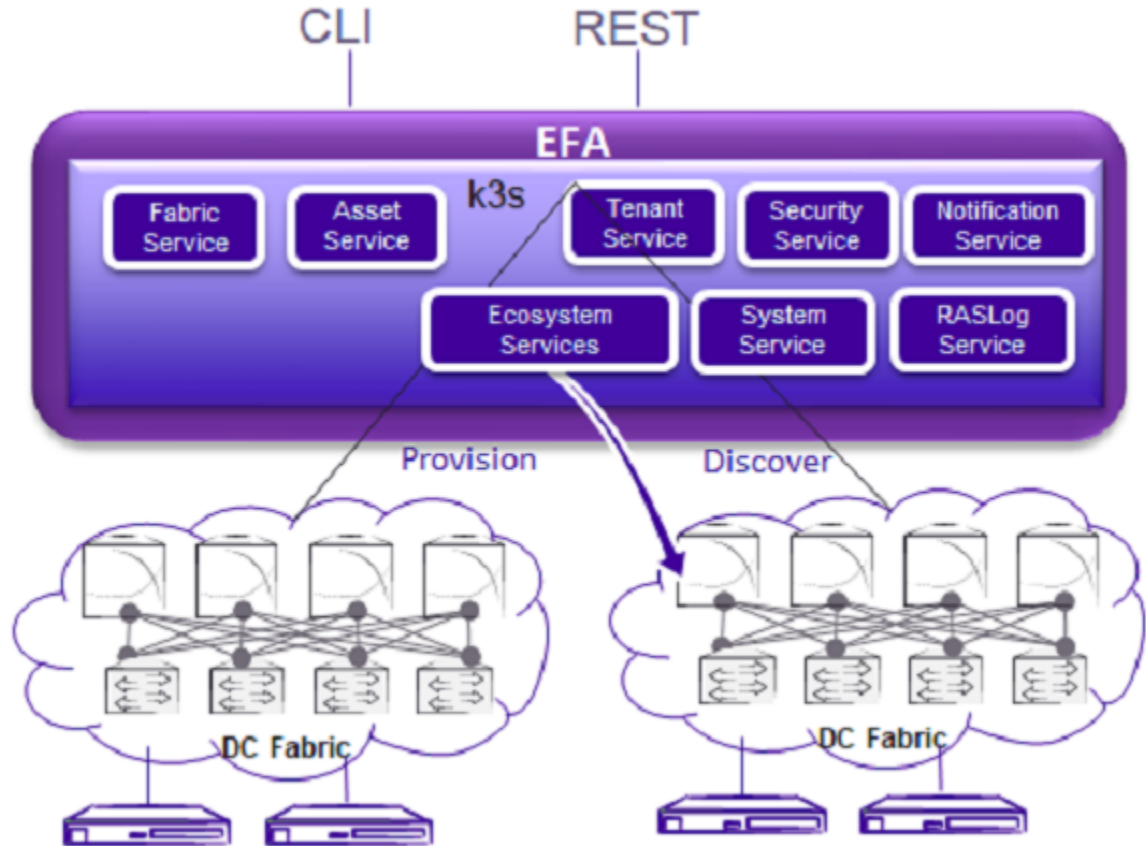 CLI
REST
EFA
k3s
Fabric
Service
Asset
Service
Tenant
Service
Security
Service
Notification
Service
Ecosystem
Services
System
Service
RASLog
Service
Provision
Discover
DC Fabric
DC Fabric